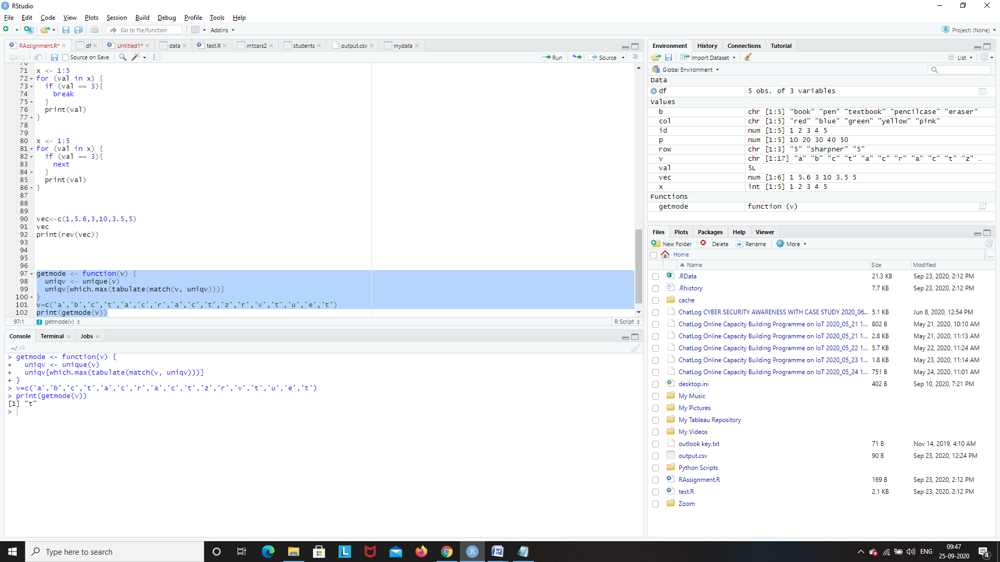 RStudio
File Edit Code View Plots Session Build Debug Profile Tools Help
Go to file/function Addins Project: (None)
RAssignment.R* df Untitled1* data test.R mtcars2 students output.csv mydata
Source on Save Run Source
70
71 x <- 1:5
72 for (val in x) {
73 if (val == 3){
74 break
75 }
76 print(val)
77 }
78
79
80 x <- 1:5
81 for (val in x) {
82 if (val == 3){
83 next
84 }
85 print(val)
86 }
87
88
89
90 vec<-c(1,5.6,3,10,3.5,5)
91 vec
92 print(rev(vec))
93
94
95
96
97 getmode <- function(v) {
98 uniqv <- unique(v)
99 uniqv[which.max(tabulate(match(v, uniqv)))]
100 }
101 v=c('a','b','c','t','a','c','r','a','c','t','z','r','v','t','u','e','t')
102 print(getmode(v))
97:1 getmode(v) R Script
Console Terminal Jobs
~/
> getmode <- function(v) {
+ uniqv <- unique(v)
+ uniqv[which.max(tabulate(match(v, uniqv)))]
+ }
> v=c('a','b','c','t','a','c','r','a','c','t','z','r','v','t','u','e','t')
> print(getmode(v))
[1] "t"
>
Environment History Connections Tutorial
Import Dataset List
Global Environment
Data
df 5 obs. of 3 variables
Values
b chr [1:5] "book" "pen" "textbook" "pencilcase" "eraser"
col chr [1:5] "red" "blue" "green" "yellow" "pink"
id num [1:5] 1 2 3 4 5
p num [1:5] 10 20 30 40 50
row chr [1:3] "5" "sharpner" "5"
v chr [1:17] "a" "b" "c" "t" "a" "c" "r" "a" "c" "t" "z" …
val 5L
vec num [1:6] 1 5.6 3 10 3.5 5
x int [1:5] 1 2 3 4 5
Functions
getmode function (v)
Files Plots Packages Help Viewer
New Folder Delete Rename More
Home ...
Name Size Modified
.RData 21.3 KB Sep 23, 2020, 2:12 PM
.Rhistory 7.7 KB Sep 23, 2020, 2:12 PM
cache
ChatLog CYBER SECURITY AWARENESS WITH CASE STUDY 2020_06... 5.1 KB Jun 8, 2020, 12:54 PM
ChatLog Online Capacity Building Programme on IoT 2020_05_21 1... 802 B May 21, 2020, 10:10 AM
ChatLog Online Capacity Building Programme on IoT 2020_05_21 1... 2.8 KB May 21, 2020, 11:13 AM
ChatLog Online Capacity Building Programme on IoT 2020_05_22 1... 5.7 KB May 22, 2020, 11:24 AM
ChatLog Online Capacity Building Programme on IoT 2020_05_23 1... 1.8 KB May 23, 2020, 11:14 AM
ChatLog Online Capacity Building Programme on IoT 2020_05_24 1... 751 B May 24, 2020, 11:01 AM
desktop.ini 402 B Sep 10, 2020, 7:21 PM
My Music
My Pictures
My Tableau Repository
My Videos
outlook key.txt 71 B Nov 14, 2019, 4:10 AM
output.csv 90 B Sep 23, 2020, 12:24 PM
Python Scripts
RAssignment.R 169 B Sep 23, 2020, 2:12 PM
test.R 2.1 KB Sep 23, 2020, 2:12 PM
Zoom
Type here to search
ENG 09:47
25-09-2020 4